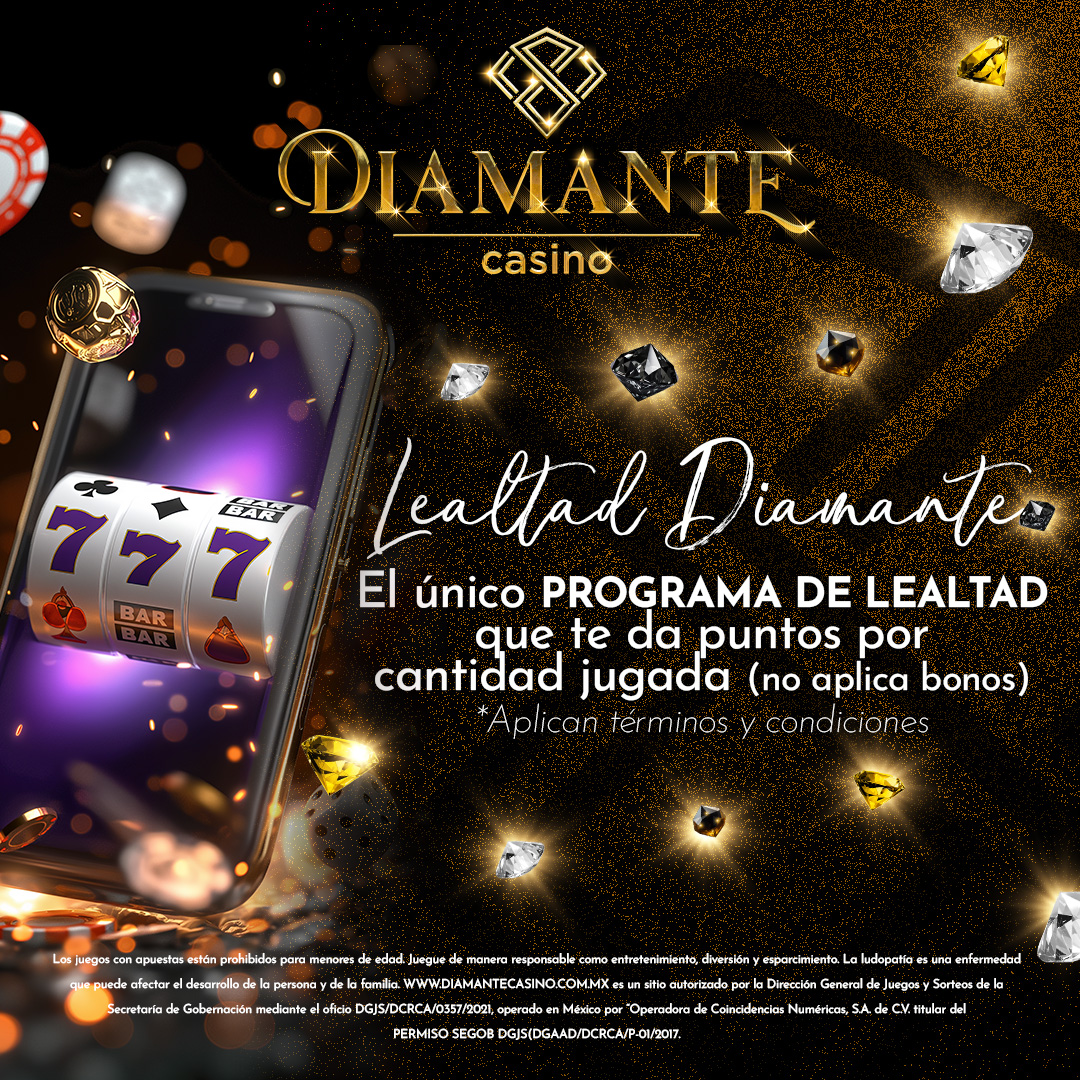 DIAMANTE
casino
7 7 7
BAR
BAR
BAR
BAR
Lealtad Diamante
El único PROGRAMA DE LEALTAD
que te da puntos por
cantidad jugada (no aplica bonos)
*Aplican términos y condiciones
Los juegos con apuestas están prohibidos para menores de edad. Juegue de manera responsable como entretenimiento, diversión y esparcimiento. La ludopatía es una enfermedad
que puede afectar el desarrollo de la persona y de la familia. WWW.DIAMANTECASINO.COM.MX es un sitio autorizado por la Dirección General de Juegos y Sorteos de la
Secretaría de Gobernación mediante el oficio DGJS/DCRCA/0357/2021, operado en México por "Operadora de Coincidencias Numéricas, S.A. de C.V. titular del
PERMISO SEGOB DGJS(DGAAD/DCRCA/P-01/2017.